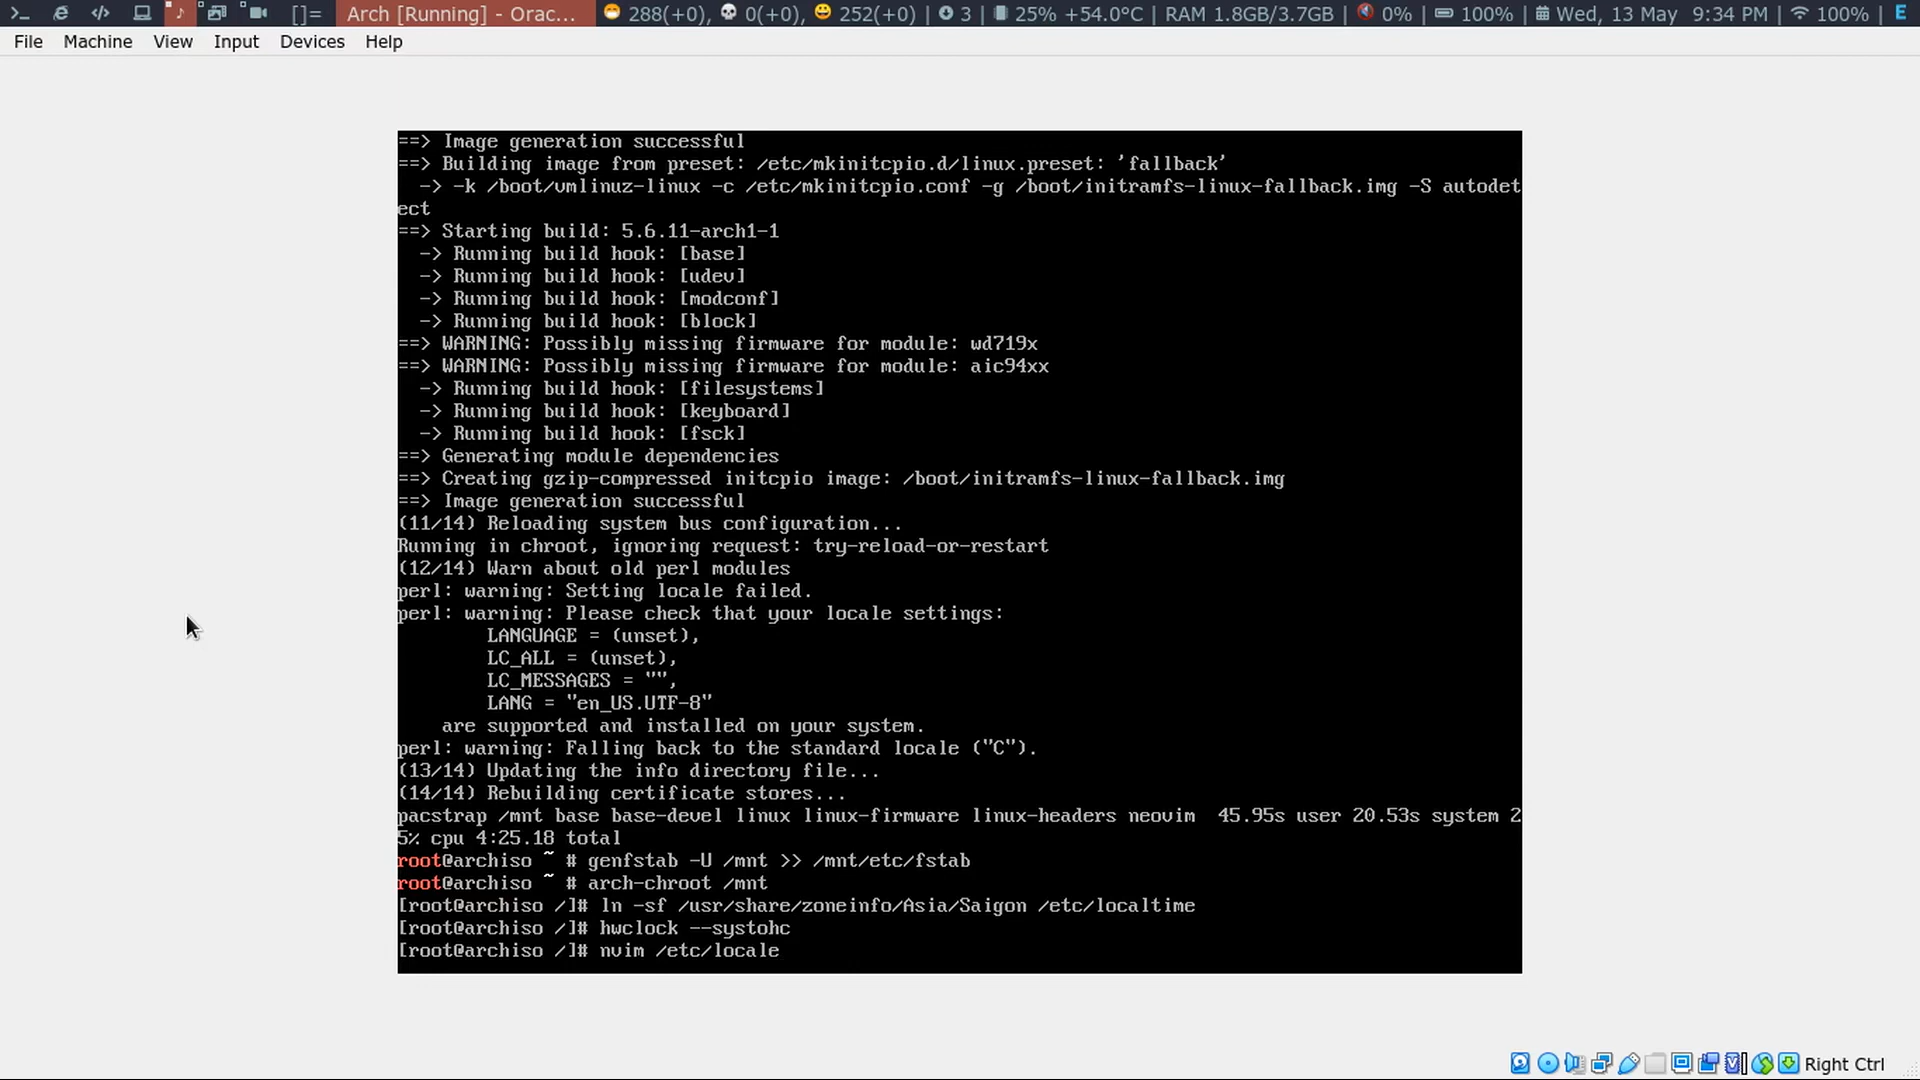 []= Arch [Running] - Orac... 288(+0), 0(+0), 252(+0) | 3 | 25% +54.0°C | RAM 1.8GB/3.7GB | 0% | 100% | Wed, 13 May 9:34 PM | 100% | E
File Machine View Input Devices Help
==> Image generation successful
==> Building image from preset: /etc/mkinitcpio.d/linux.preset: 'fallback'
  -> -k /boot/vmlinuz-linux -c /etc/mkinitcpio.conf -g /boot/initramfs-linux-fallback.img -S autodet
ect
==> Starting build: 5.6.11-arch1-1
  -> Running build hook: [base]
  -> Running build hook: [udev]
  -> Running build hook: [modconf]
  -> Running build hook: [block]
==> WARNING: Possibly missing firmware for module: wd719x
==> WARNING: Possibly missing firmware for module: aic94xx
  -> Running build hook: [filesystems]
  -> Running build hook: [keyboard]
  -> Running build hook: [fsck]
==> Generating module dependencies
==> Creating gzip-compressed initcpio image: /boot/initramfs-linux-fallback.img
==> Image generation successful
(11/14) Reloading system bus configuration...
Running in chroot, ignoring request: try-reload-or-restart
(12/14) Warn about old perl modules
perl: warning: Setting locale failed.
perl: warning: Please check that your locale settings:
        LANGUAGE = (unset),
        LC_ALL = (unset),
        LC_MESSAGES = "",
        LANG = "en_US.UTF-8"
    are supported and installed on your system.
perl: warning: Falling back to the standard locale ("C").
(13/14) Updating the info directory file...
(14/14) Rebuilding certificate stores...
pacstrap /mnt base base-devel linux linux-firmware linux-headers neovim  45.95s user 20.53s system 2
5% cpu 4:25.18 total
root@archiso ~ # genfstab -U /mnt >> /mnt/etc/fstab
root@archiso ~ # arch-chroot /mnt
[root@archiso /]# ln -sf /usr/share/zoneinfo/Asia/Saigon /etc/localtime
[root@archiso /]# hwclock --systohc
[root@archiso /]# nvim /etc/locale
Right Ctrl